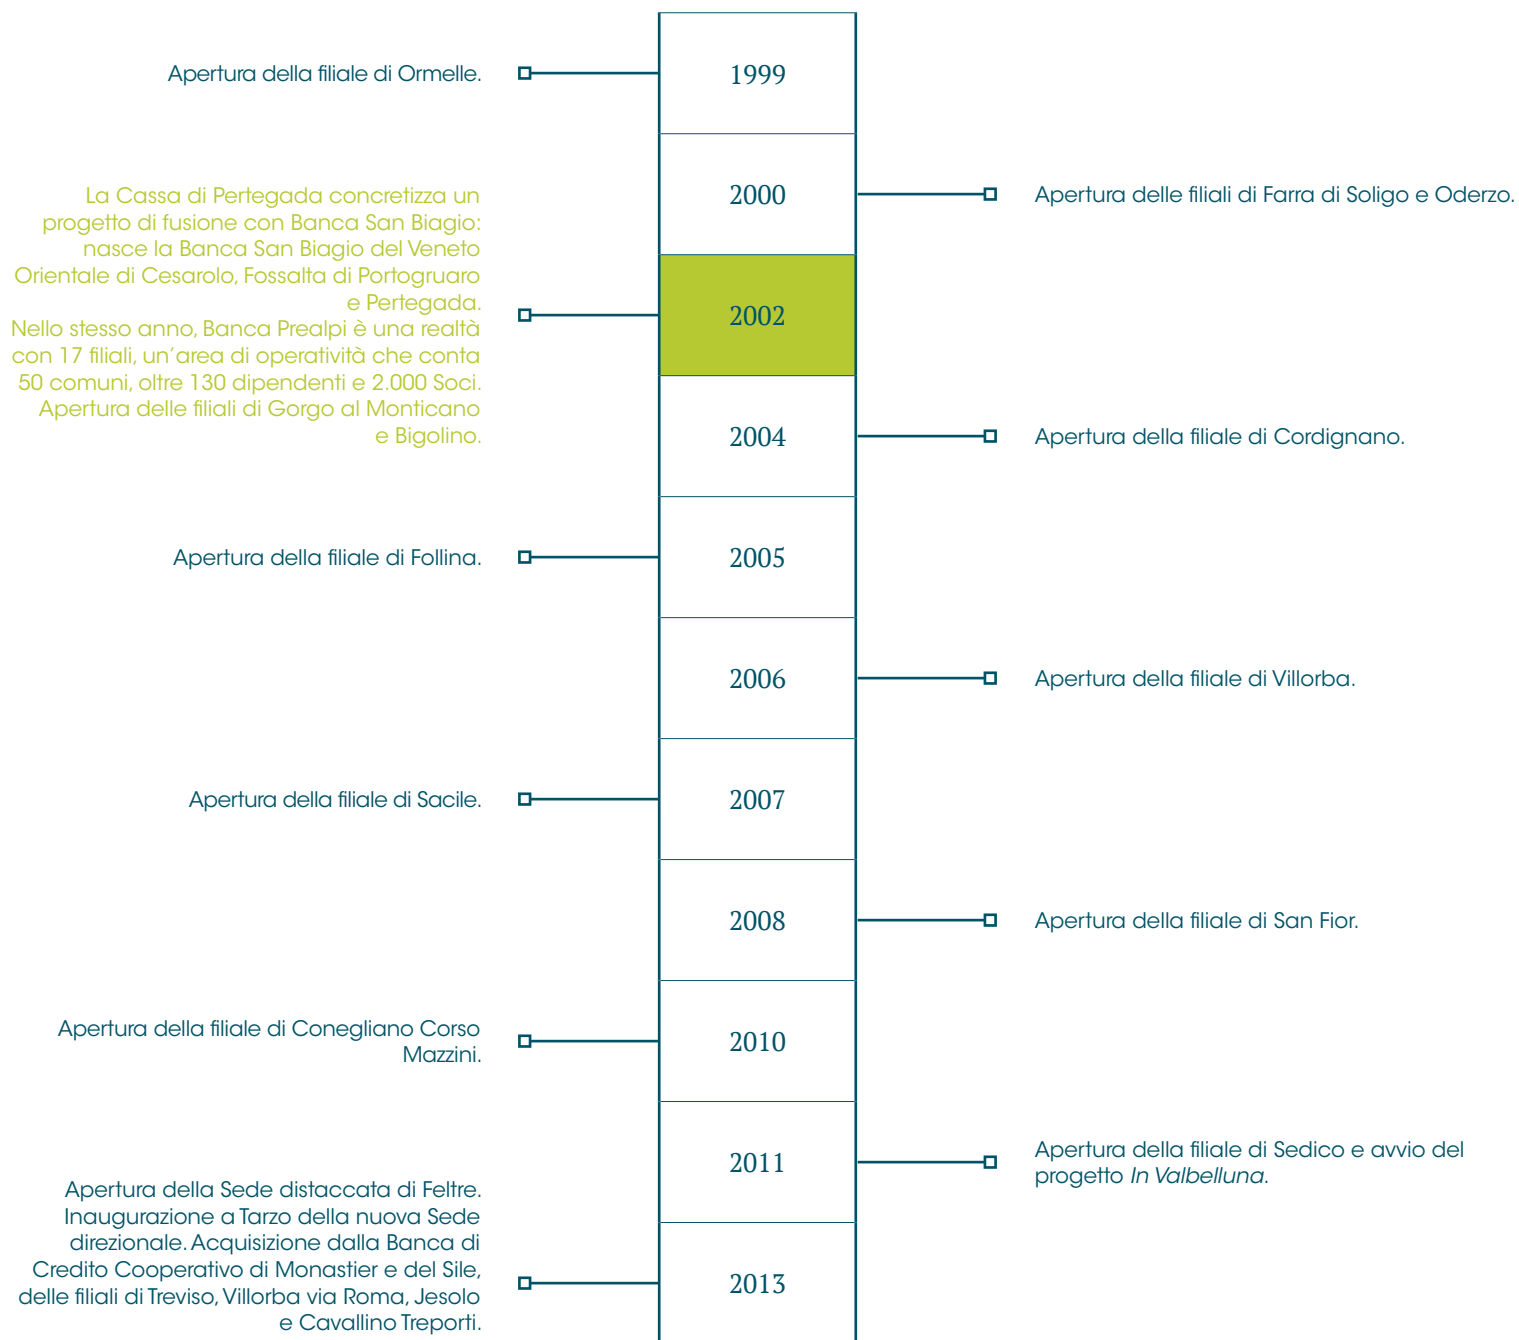 Apertura della filiale di Ormelle.
1999
2000
Apertura delle filiali di Farra di Soligo e Oderzo.
La Cassa di Pertegada concretizza un
progetto di fusione con Banca San Biagio:
nasce la Banca San Biagio del Veneto
Orientale di Cesarolo, Fossalta di Portogruaro
e Pertegada.
Nello stesso anno, Banca Prealpi è una realtà
con 17 filiali, un'area di operatività che conta
50 comuni, oltre 130 dipendenti e 2.000 Soci.
Apertura delle filiali di Gorgo al Monticano
e Bigolino.
2002
2004
Apertura della filiale di Cordignano.
Apertura della filiale di Follina.
2005
2006
Apertura della filiale di Villorba.
Apertura della filiale di Sacile.
2007
2008
Apertura della filiale di San Fior.
Apertura della filiale di Conegliano Corso
Mazzini.
2010
2011
Apertura della filiale di Sedico e avvio del
progetto In Valbelluna.
Apertura della Sede distaccata di Feltre.
Inaugurazione a Tarzo della nuova Sede
direzionale. Acquisizione dalla Banca di
Credito Cooperativo di Monastier e del Sile,
delle filiali di Treviso, Villorba via Roma, Jesolo
e Cavallino Treporti.
2013